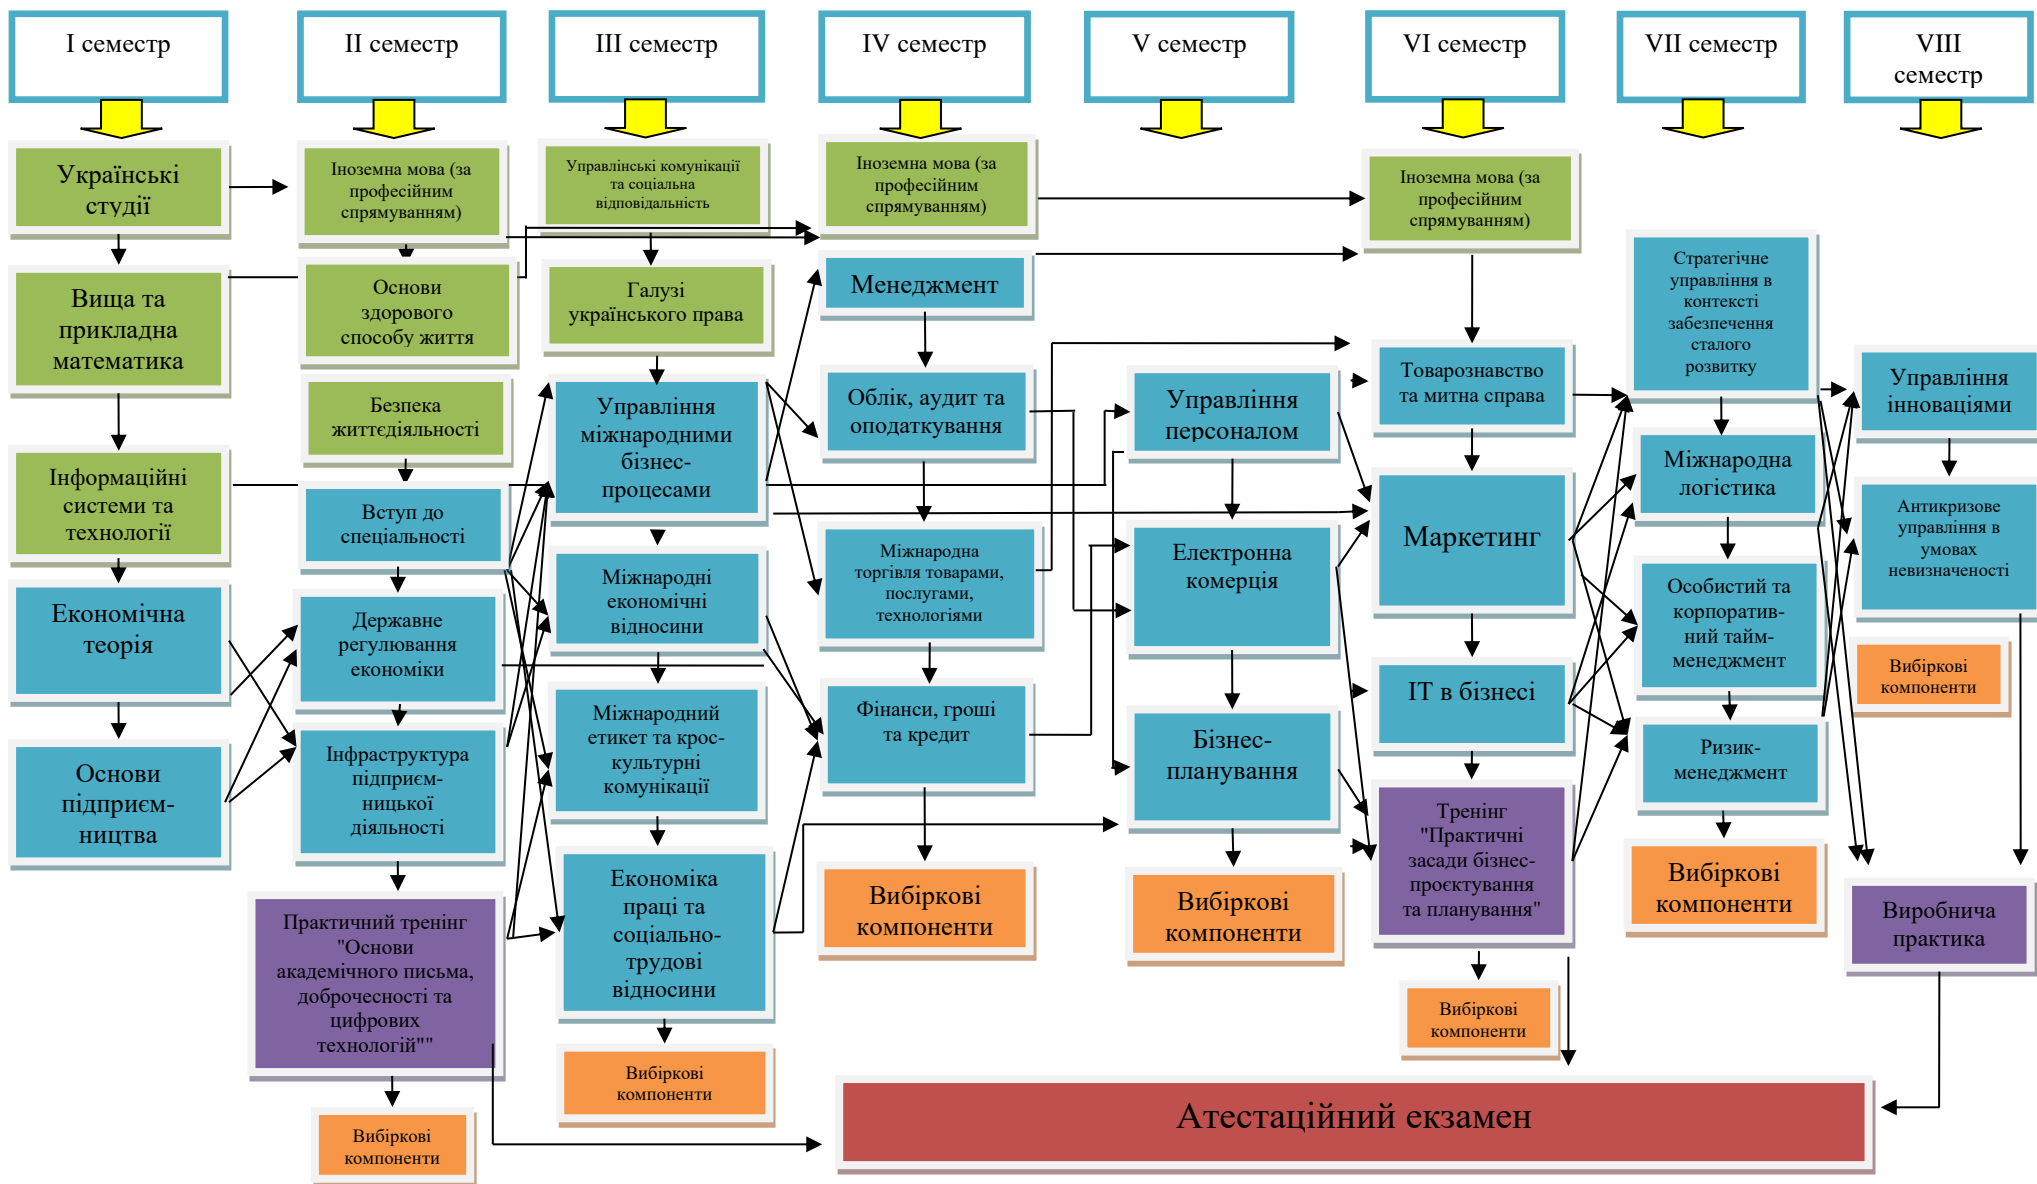 I семестр
II семестр
III семестр
IV семестр
V семестр
VI семестр
VII семестр
VIII
семестр
Українські
студії
Вища та
прикладна
математика
Інформаційні
системи та
технології
Економічна
теорія
Основи
підприєм-
ництва
Іноземна мова (за
професійним
спрямуванням)
Основи
здорового
способу життя
Безпека
життєдіяльності
Вступ до
спеціальності
Державне
регулювання
економіки
Інфраструктура
підприєм-
ницької
діяльності
Практичний тренінг
"Основи
академічного письма,
доброчесності та
цифрових
технологій""
Вибіркові
компоненти
Управлінські комунікації
та соціальна
відповідальність
Галузі
українського права
Управління
міжнародними
бізнес-
процесами
Міжнародні
економічні
відносини
Міжнародний
етикет та крос-
культурні
комунікації
Економіка
праці та
соціально-
трудові
відносини
Вибіркові
компоненти
Іноземна мова (за
професійним
спрямуванням)
Менеджмент
Облік, аудит та
оподаткування
Міжнародна
торгівля товарами,
послугами,
технологіями
Фінанси, гроші
та кредит
Вибіркові
компоненти
Управління
персоналом
Електронна
комерція
Бізнес-
планування
Вибіркові
компоненти
Іноземна мова (за
професійним
спрямуванням)
Товарознавство
та митна справа
Маркетинг
ІТ в бізнесі
Тренінг
"Практичні
засади бізнес-
проєктування
та планування"
Вибіркові
компоненти
Стратегічне
управління в
контексті
забезпечення
сталого
розвитку
Міжнародна
логістика
Особистий та
корпоратив-
ний тайм-
менеджмент
Ризик-
менеджмент
Вибіркові
компоненти
Управління
інноваціями
Антикризове
управління в
умовах
невизначеності
Вибіркові
компоненти
Виробнича
практика
Атестаційний екзамен